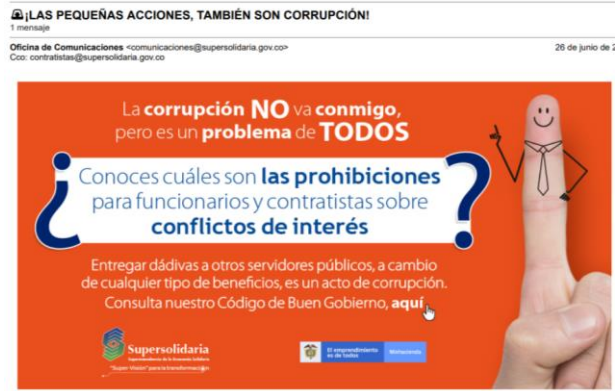 ¡LAS PEQUEÑAS ACCIONES, TAMBIÉN SON CORRUPCIÓN!
1 mensaje
Oficina de Comunicaciones <comunicaciones@supersolidaria.gov.co>
26 de junio de 2
Cco: contratistas@supersolidaria.gov.co
La corrupción NO va conmigo,
pero es un problema de TODOS
¿Conoces cuáles son las prohibiciones
para funcionarios y contratistas sobre
conflictos de interés?
Entregar dádivas a otros servidores públicos, a cambio
de cualquier tipo de beneficios, es un acto de corrupción.
Consulta nuestro Código de Buen Gobierno, aquí
Supersolidaria
Superintendencia de la Economía Solidaria
"Super-Visión" para la transformación
El emprendimiento
es de todos
Minhacienda